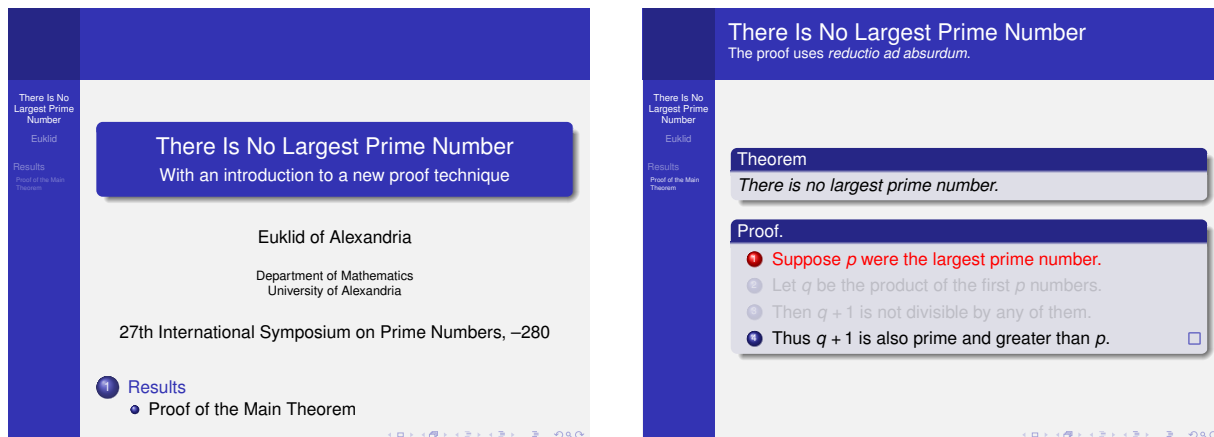 There Is No
Largest Prime
Number
Euklid
Results
Proof of the Main
Theorem
There Is No Largest Prime Number
With an introduction to a new proof technique
Euklid of Alexandria
Department of Mathematics
University of Alexandria
27th International Symposium on Prime Numbers, –280
1 Results
Proof of the Main Theorem
There Is No Largest Prime Number
The proof uses reductio ad absurdum.
There Is No
Largest Prime
Number
Euklid
Results
Proof of the Main
Theorem
Theorem
There is no largest prime number.
Proof.
1 Suppose p were the largest prime number.
2 Let q be the product of the first p numbers.
3 Then q + 1 is not divisible by any of them.
4 Thus q + 1 is also prime and greater than p. □